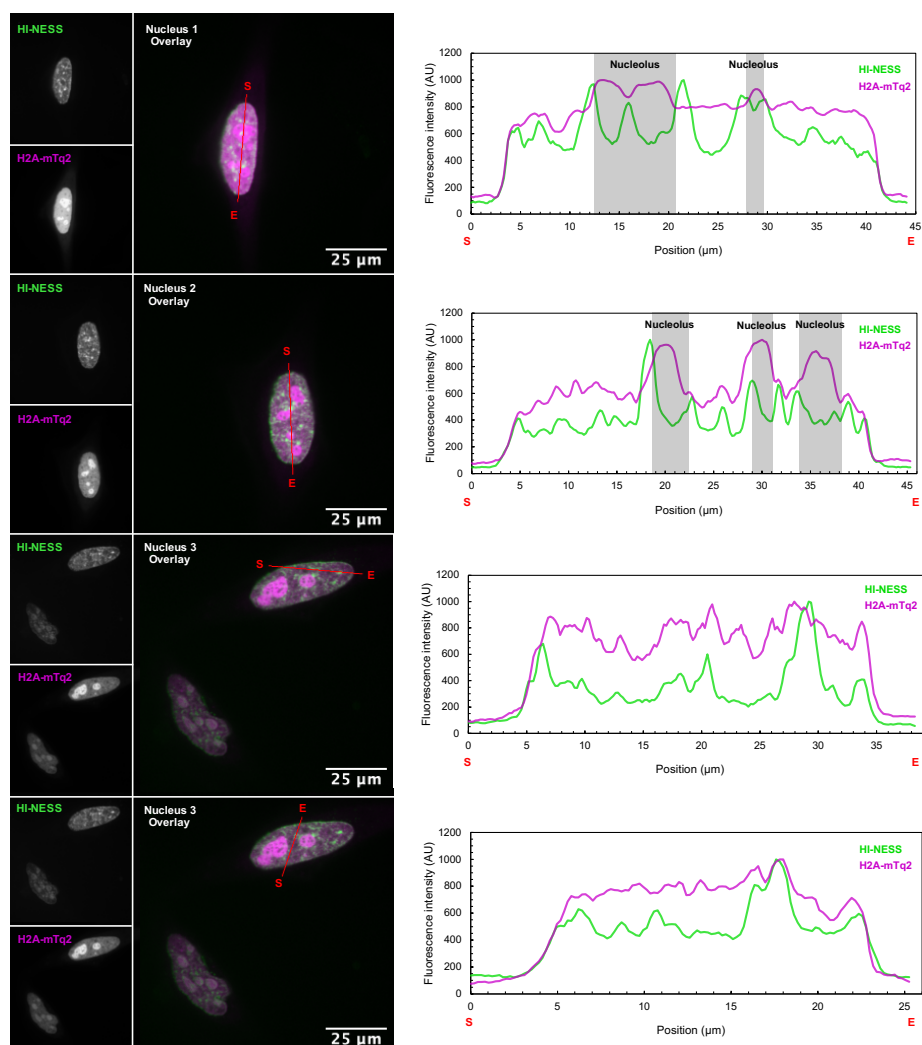 HI-NESS
H2A-mTq2
Nucleus 1
Overlay
S
E
25 µm
Fluorescence intensity (AU)
1200
1000
800
600
400
200
0
Nucleolus
Nucleolus
HI-NESS
H2A-mTq2
0 5 10 15 20 25 30 35 40 45
S
Position (µm)
E
HI-NESS
H2A-mTq2
Nucleus 2
Overlay
S
E
25 µm
Fluorescence intensity (AU)
1200
1000
800
600
400
200
0
Nucleolus
Nucleolus
Nucleolus
HI-NESS
H2A-mTq2
0 5 10 15 20 25 30 35 40 45
S
Position (µm)
E
HI-NESS
H2A-mTq2
Nucleus 3
Overlay
S
E
25 µm
Fluorescence intensity (AU)
1200
1000
800
600
400
200
0
HI-NESS
H2A-mTq2
0 5 10 15 20 25 30 35
S
Position (µm)
E
HI-NESS
H2A-mTq2
Nucleus 3
Overlay
E
S
25 µm
Fluorescence intensity (AU)
1200
1000
800
600
400
200
0
HI-NESS
H2A-mTq2
0 5 10 15 20 25
S
Position (µm)
E